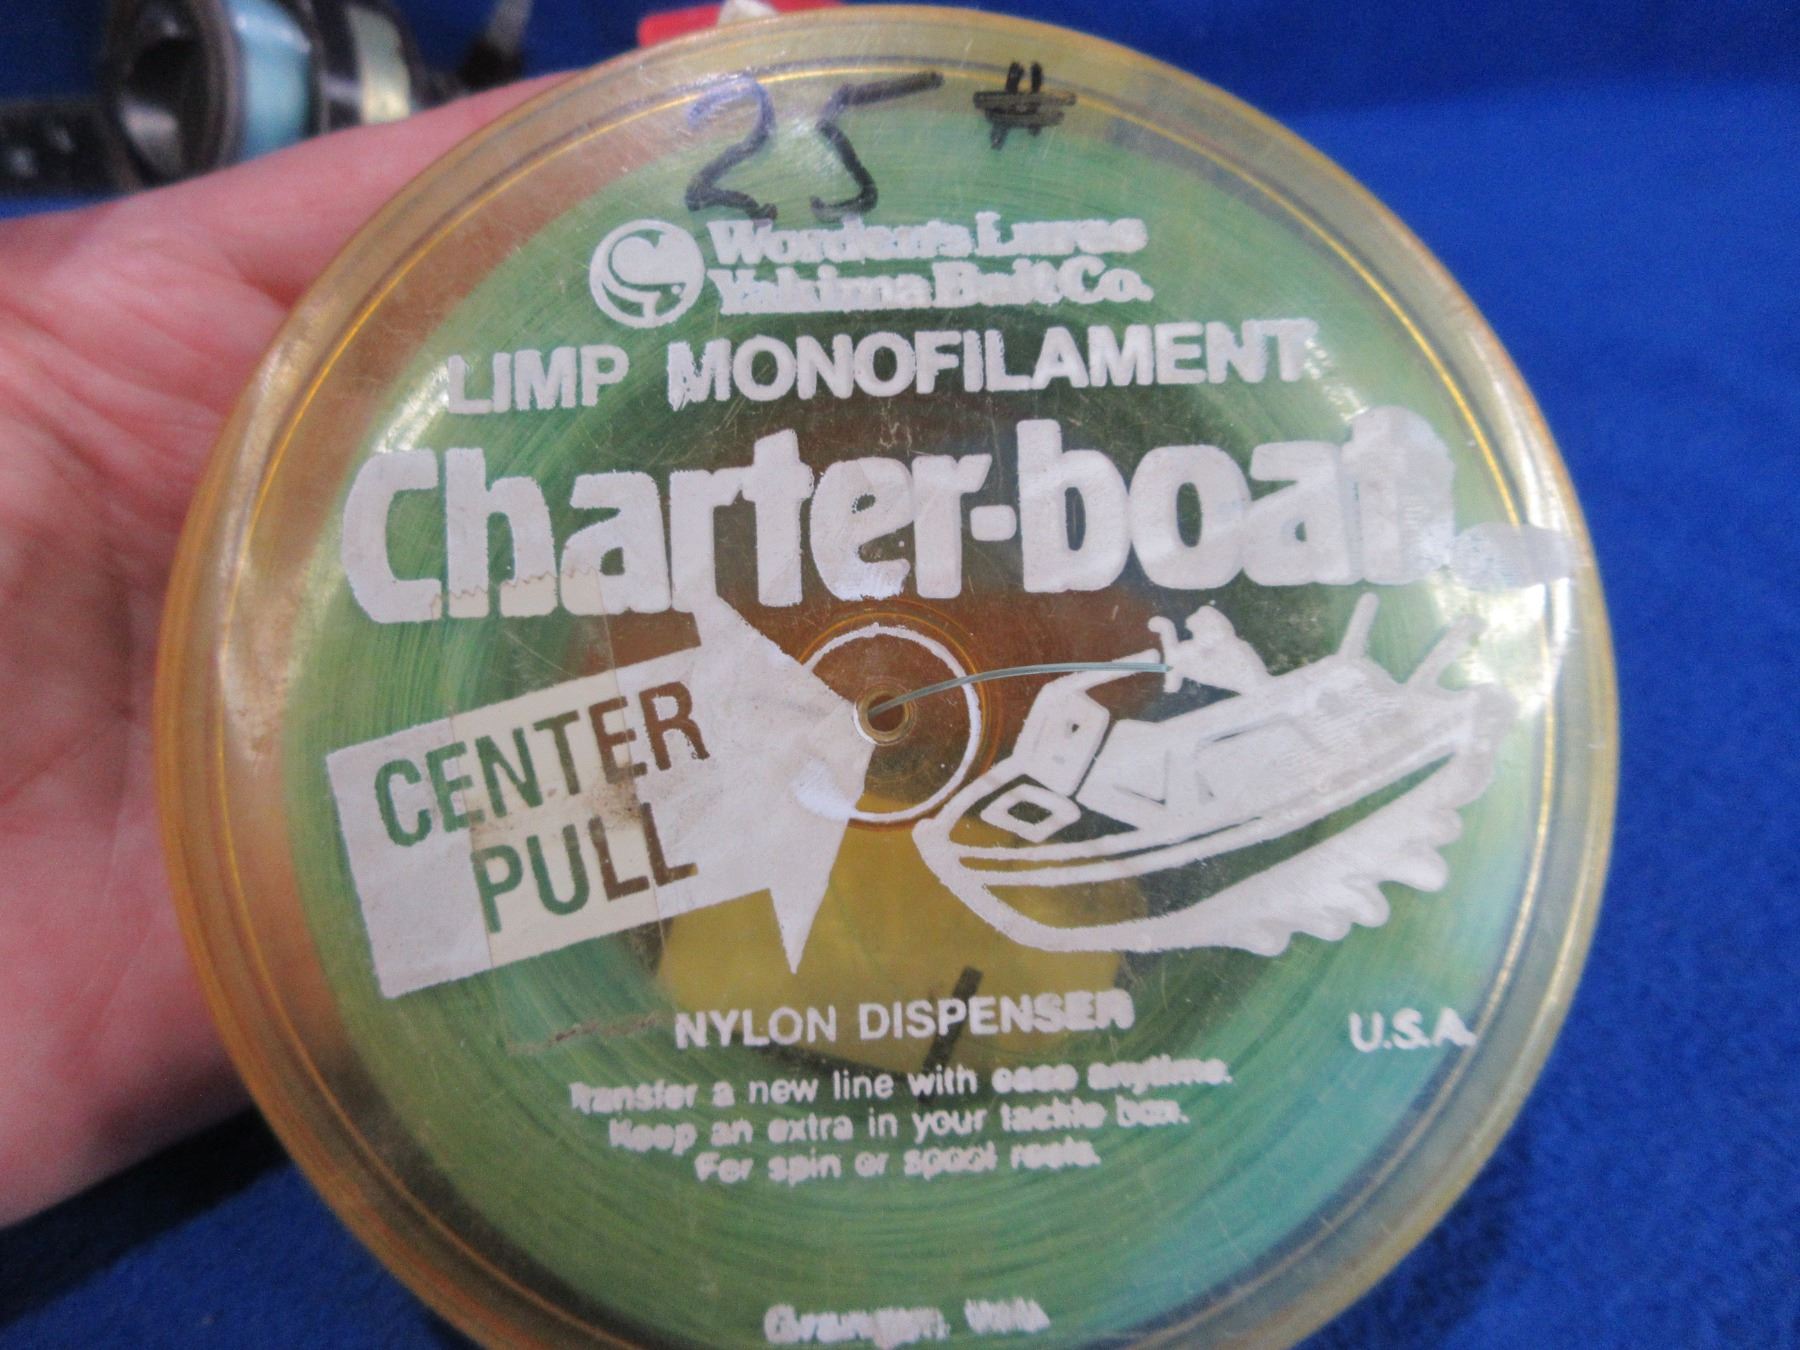 25 #
Worden's Lures
Yakima Bait Co.
LIMP MONOFILAMENT
Charter-boat
CENTER
PULL
NYLON DISPENSER
U.S.A.
Transfer a new line with ease anytime.
Keep an extra in your tackle box.
For spin or spool reels.
Granger, WA